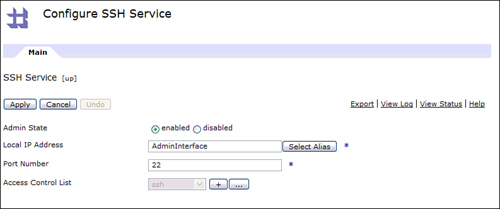 Configure SSH Service
Main
SSH Service [up]
Apply Cancel Undo Export | View Log | View Status | Help
Admin State enabled disabled
Local IP Address AdminInterface Select Alias *
Port Number 22 *
Access Control List ssh + ...